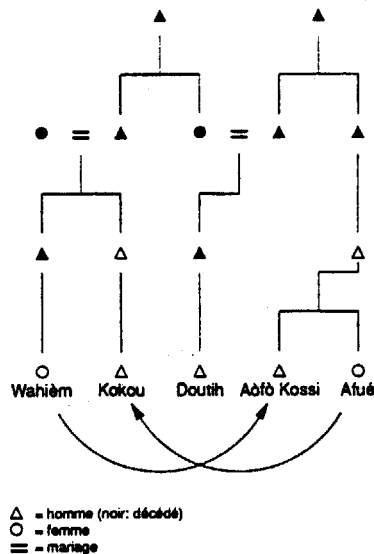 Wahièm Kokou Doutih Aòfò Kossi Afué
= homme (noir: décédé)
= femme
= mariage